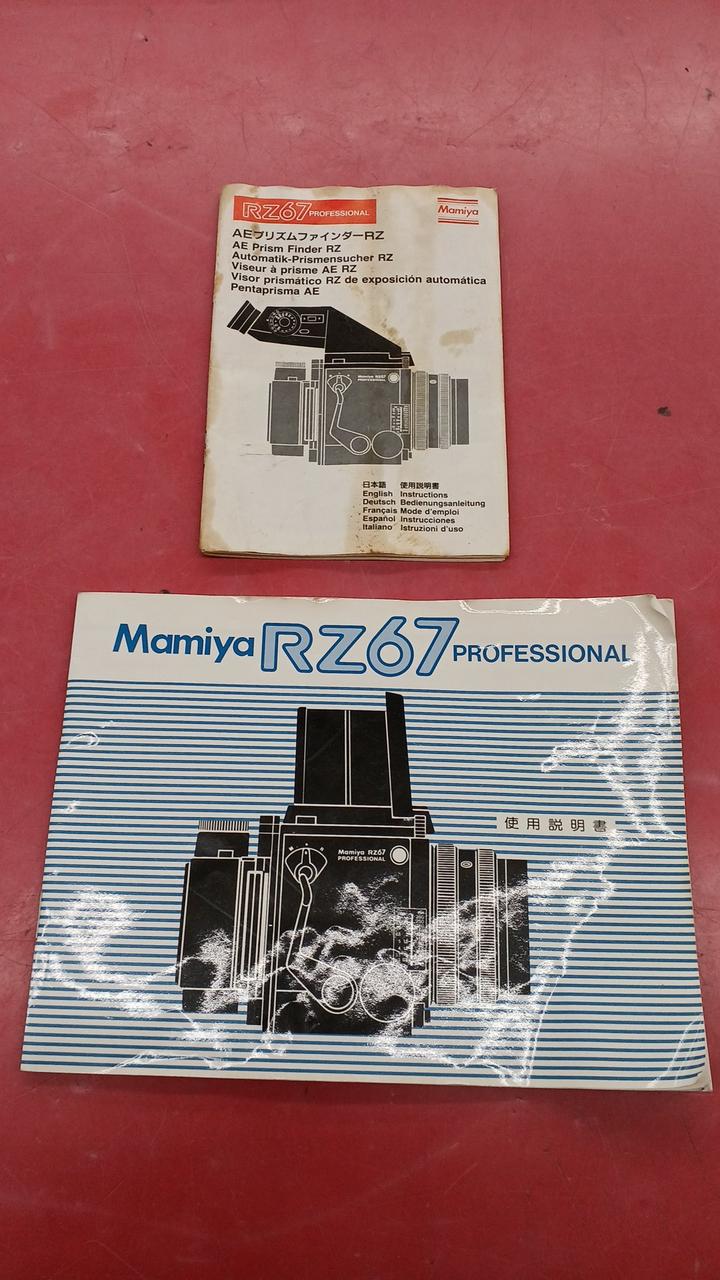 RZ67 PROFESSIONAL
Mamiya
AEプリズムファインダーRZ
AE Prism Finder RZ
Automatik-Prismensucher RZ
Viseur à prisme AE RZ
Visor prismático RZ de exposición automática
Pentaprisma AE
Mamiya RZ67
PROFESSIONAL
日本語 使用説明書
English Instructions
Deutsch Bedienungsanleitung
Français Mode d'emploi
Español Instrucciones
Italiano Istruzioni d'uso
Mamiya RZ67 PROFESSIONAL
使用説明書
Mamiya RZ67
PROFESSIONAL